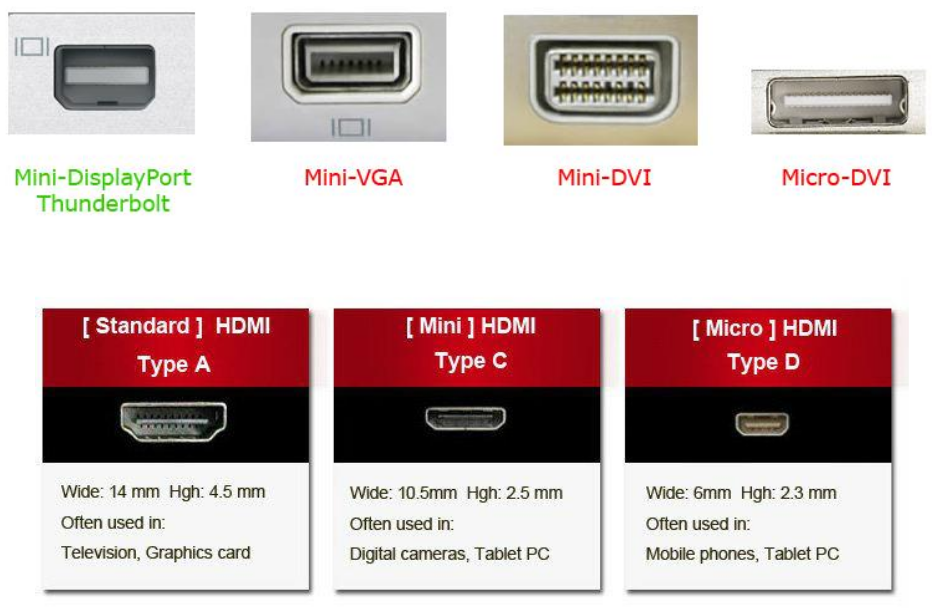 Mini-DisplayPort
Thunderbolt
Mini-VGA
Mini-DVI
Micro-DVI
[ Standard ] HDMI
Type A
[ Mini ] HDMI
Type C
[ Micro ] HDMI
Type D
Wide: 14 mm Hgh: 4.5 mm
Often used in:
Television, Graphics card
Wide: 10.5mm Hgh: 2.5 mm
Often used in:
Digital cameras, Tablet PC
Wide: 6mm Hgh: 2.3 mm
Often used in:
Mobile phones, Tablet PC